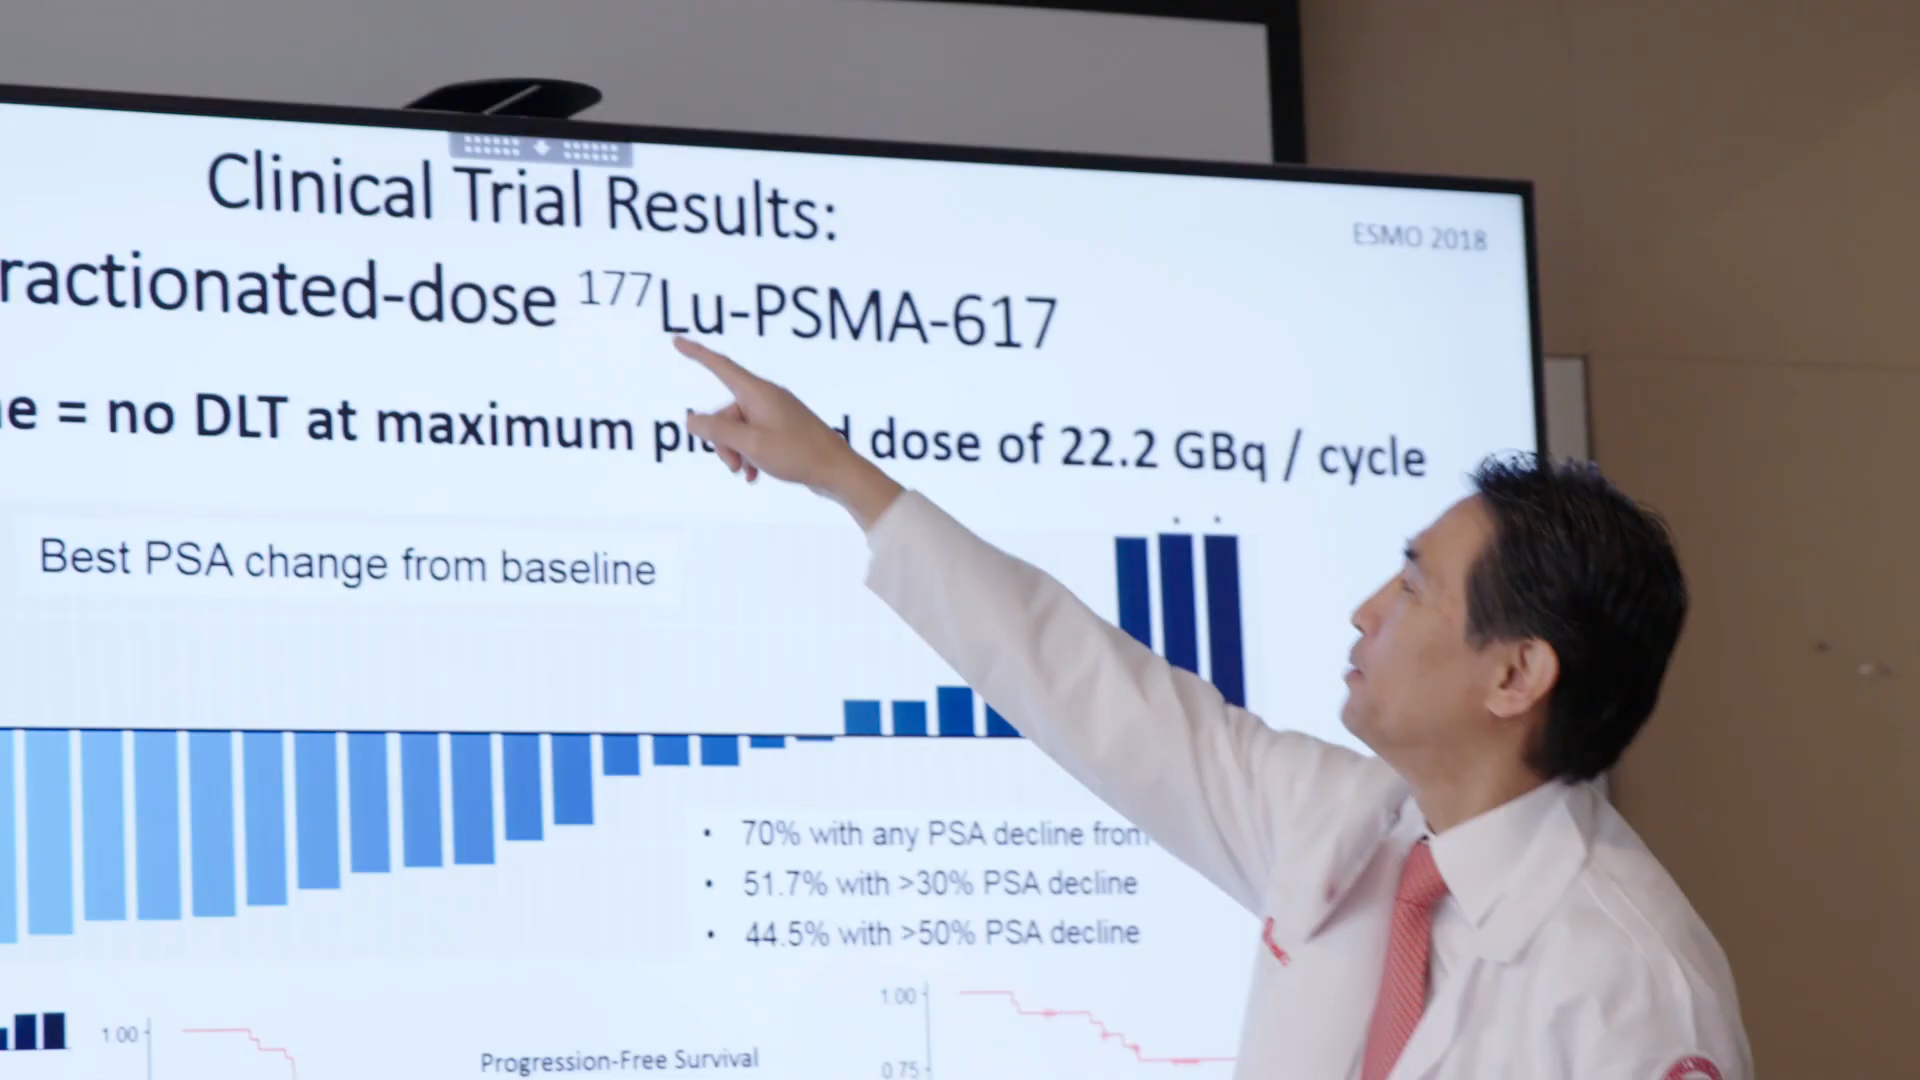 Clinical Trial Results:
ESMO 2018
ractionated-dose ¹⁷⁷Lu-PSMA-617
e = no DLT at maximum dose of 22.2 GBq / cycle
Best PSA change from baseline
• 70% with any PSA decline from
• 51.7% with >30% PSA decline
• 44.5% with >50% PSA decline
1.00
1.00
Progression-Free Survival
0.75